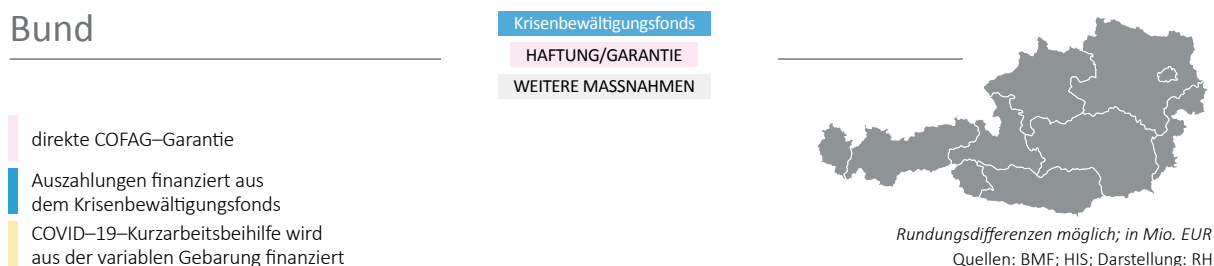 Bund
Krisenbewältigungsfonds
HAFTUNG/GARANTIE
WEITERE MASSNAHMEN
direkte COFAG–Garantie
Auszahlungen finanziert aus
dem Krisenbewältigungsfonds
COVID–19–Kurzarbeitsbeihilfe wird
aus der variablen Gebarung finanziert
Rundungsdifferenzen möglich; in Mio. EUR
Quellen: BMF; HIS; Darstellung: RH